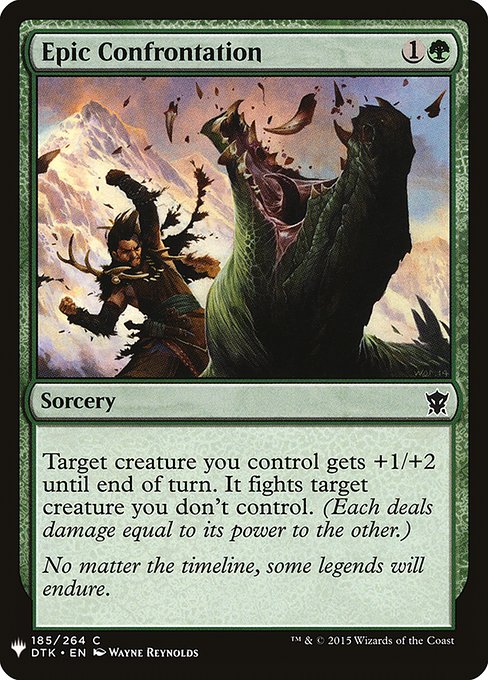 Epic Confrontation 1
Sorcery
Target creature you control gets +1/+2
until end of turn. It fights target
creature you don't control. (Each deals
damage equal to its power to the other.)
No matter the timeline, some legends will
endure.
185/264 C
DTK • EN Wayne Reynolds
™ & © 2015 Wizards of the Coast